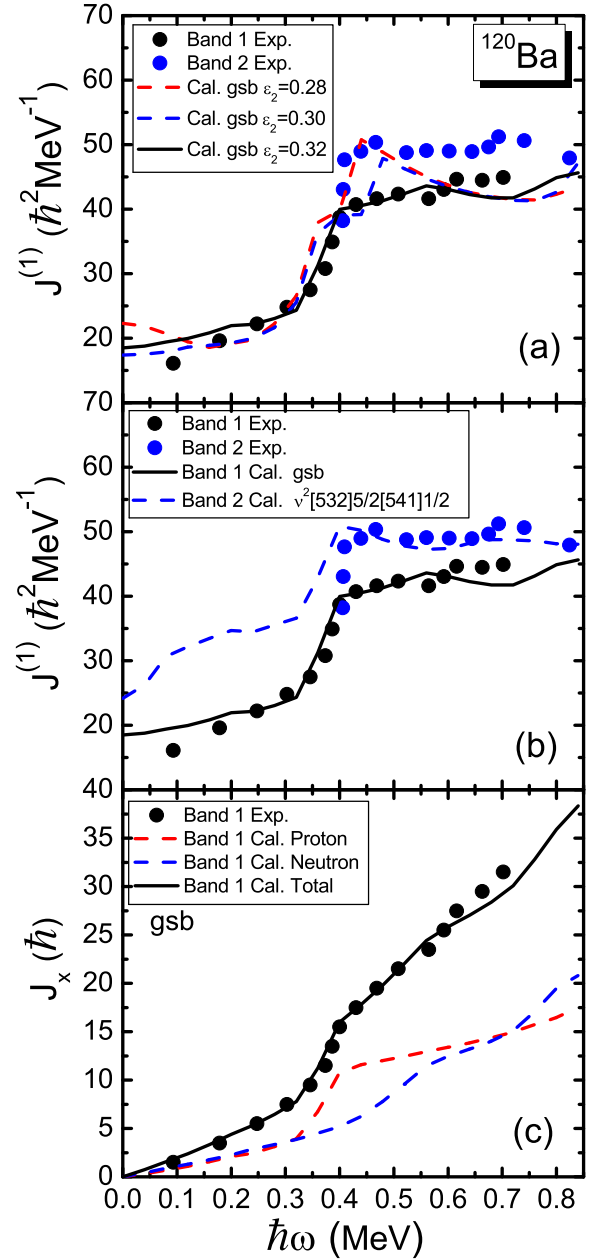 70
60
50
40
30
20
10
J⁽¹⁾ (ℏ²MeV⁻¹)
Band 1 Exp.
Band 2 Exp.
Cal. gsb ε₂=0.28
Cal. gsb ε₂=0.30
Cal. gsb ε₂=0.32
¹²⁰Ba
(a)
70
60
50
40
30
20
10
J⁽¹⁾ (ℏ²MeV⁻¹)
Band 1 Exp.
Band 2 Exp.
Band 1 Cal. gsb
Band 2 Cal. ν²[532]5/2[541]1/2
(b)
40
35
30
25
20
15
10
5
0
Jₓ (ℏ)
Band 1 Exp.
Band 1 Cal. Proton
Band 1 Cal. Neutron
Band 1 Cal. Total
gsb
(c)
0.0 0.1 0.2 0.3 0.4 0.5 0.6 0.7 0.8
ℏω (MeV)